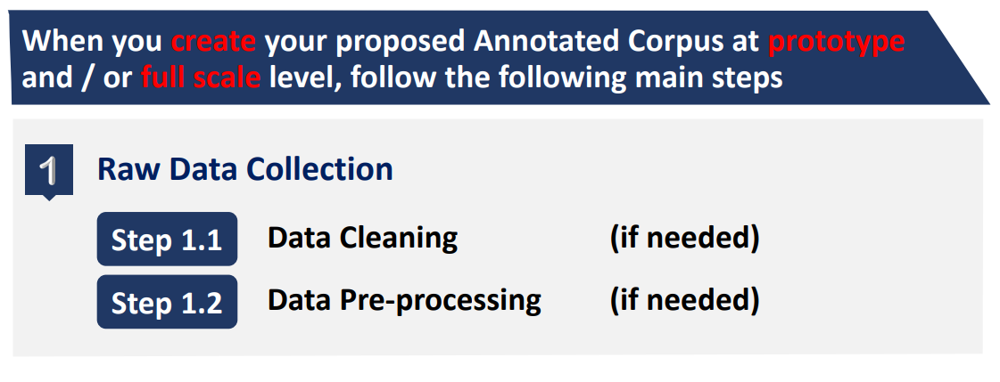 When you create your proposed Annotated Corpus at prototype
and / or full scale level, follow the following main steps
1 Raw Data Collection
Step 1.1 Data Cleaning (if needed)
Step 1.2 Data Pre-processing (if needed)